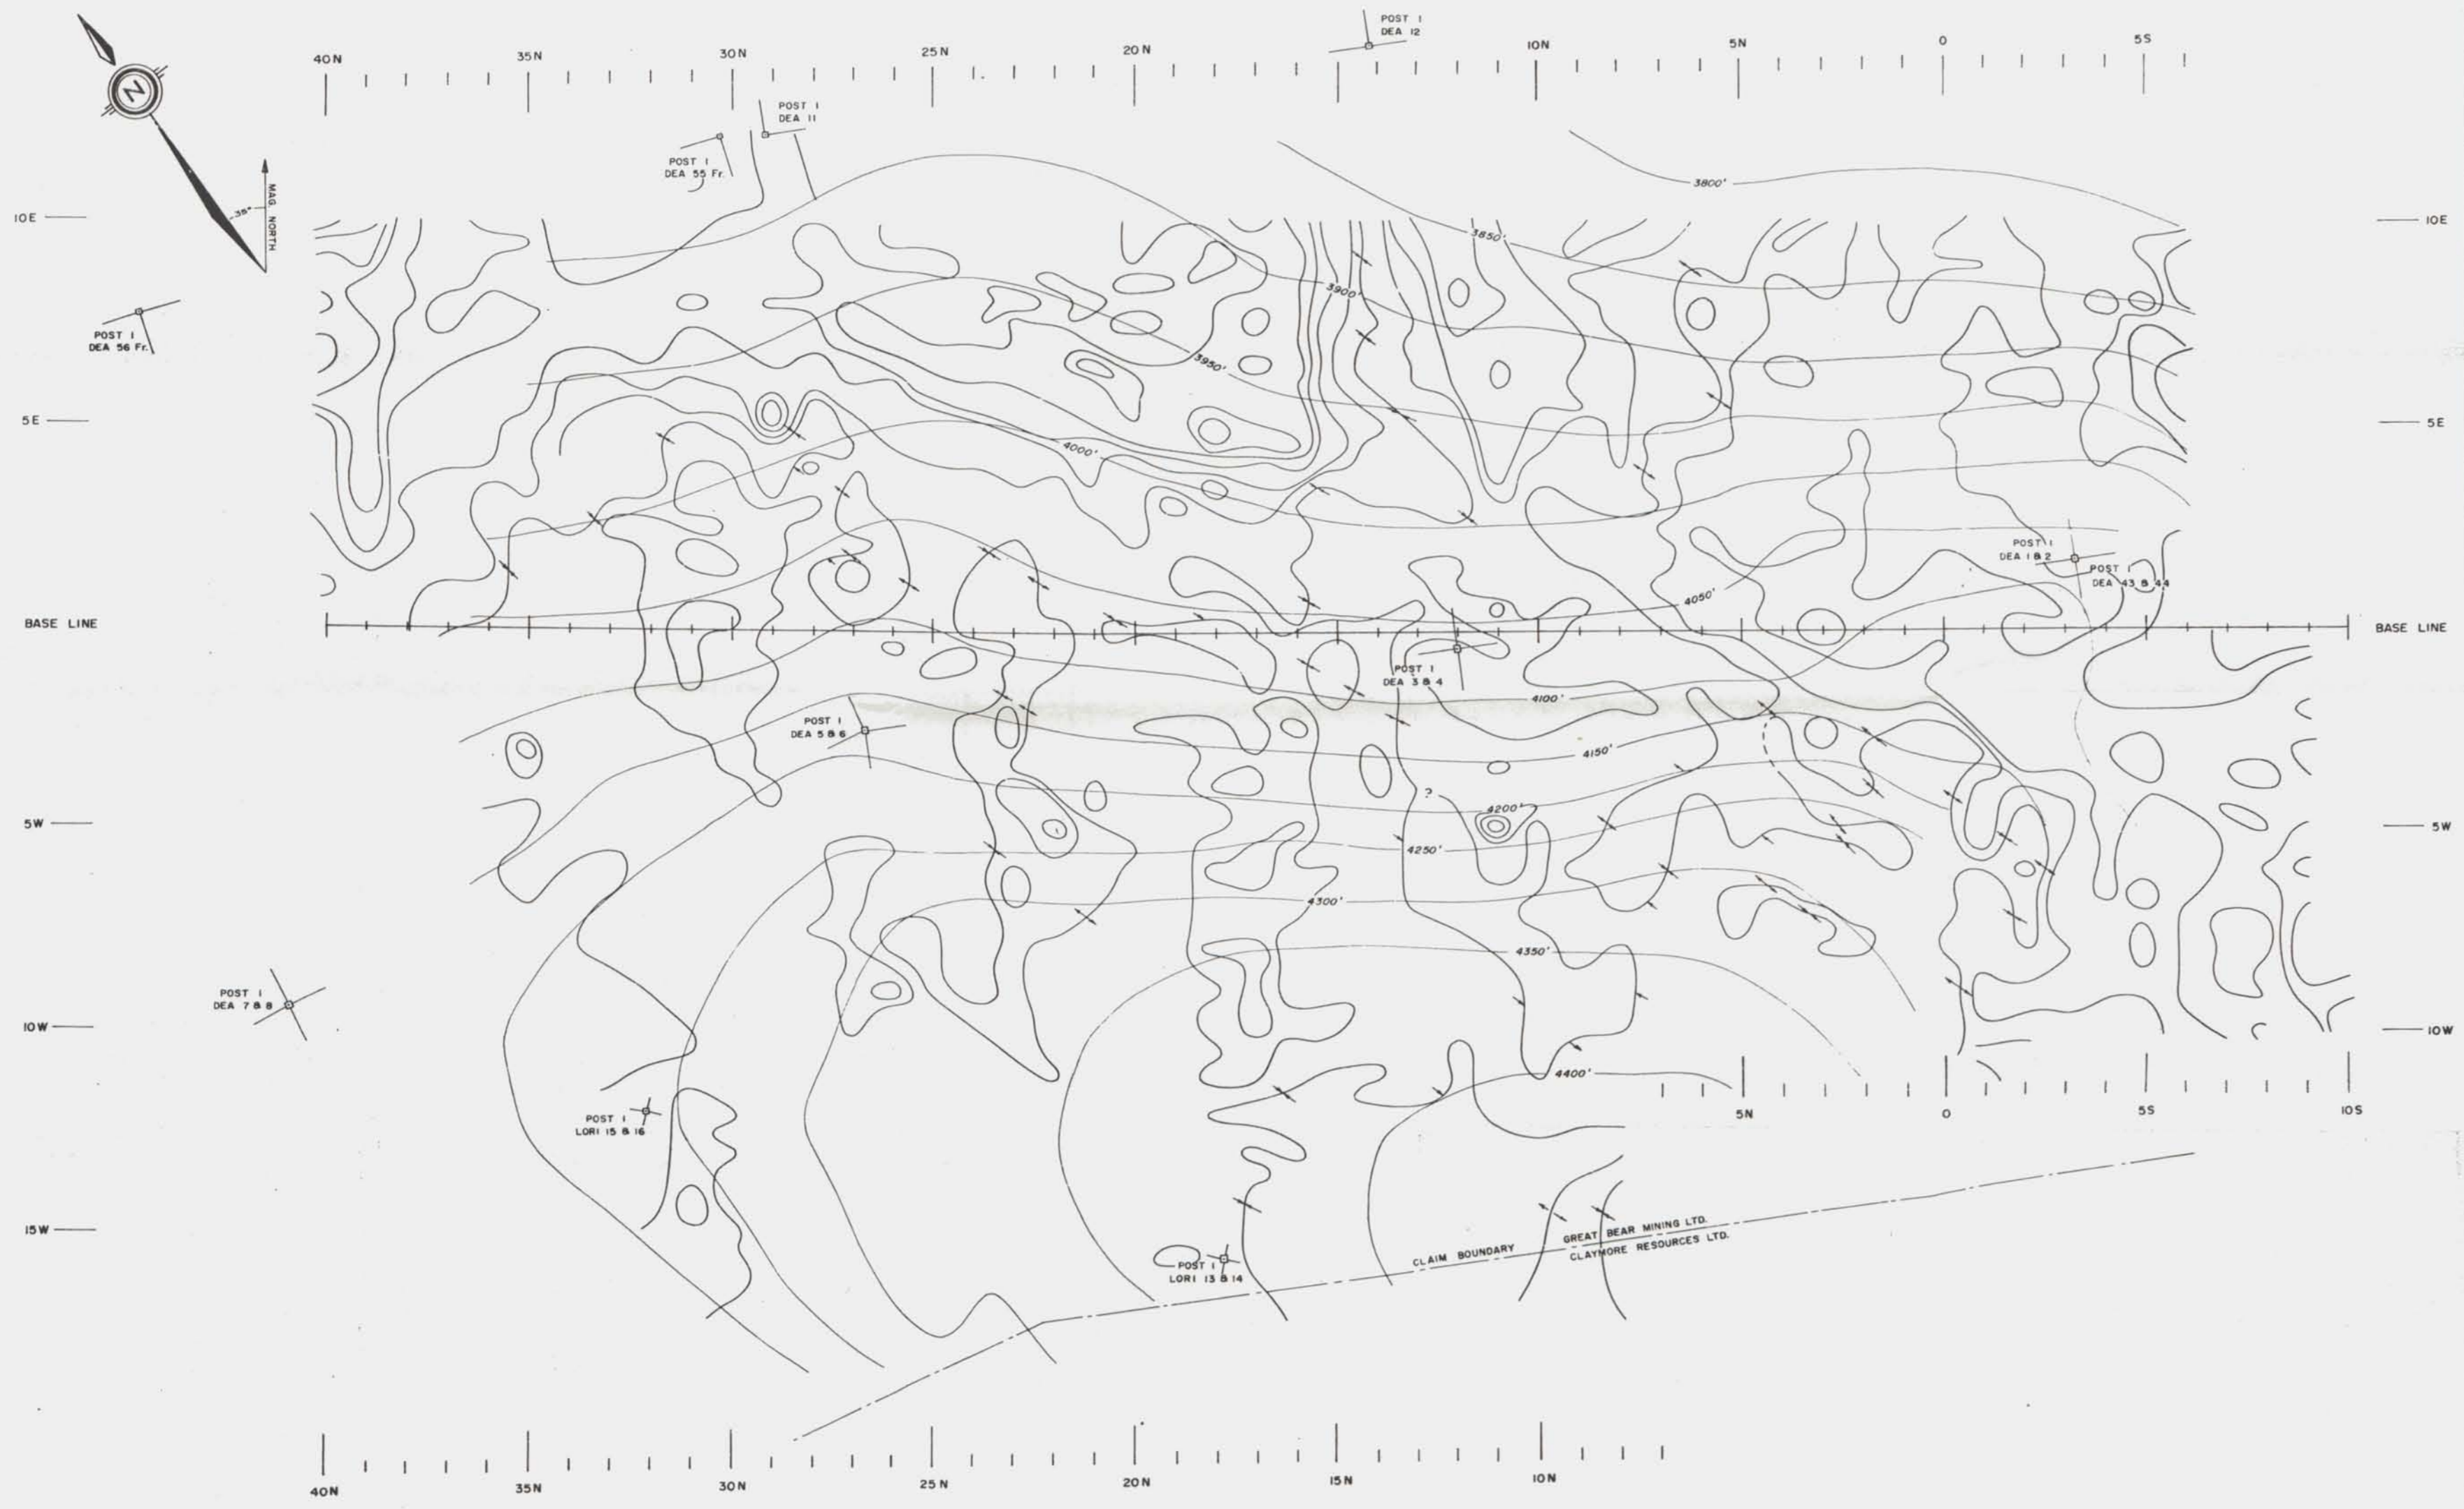 POST 1
DEA 12
40N
35N
30N
25N
20N
10N
5N
0
5S
N
POST 1
DEA 11
POST 1
DEA 55 Fr.
MAG. NORTH
35°
3800'
10E
10E
3850'
3900'
POST 1
DEA 56 Fr.
3950'
5E
5E
4000'
POST 1
DEA 1 & 2
POST 1
DEA 43 & 44
4050'
BASE LINE
BASE LINE
POST 1
DEA 3 & 4
4100'
POST 1
DEA 5 & 6
4150'
?
4200'
5W
5W
4250'
4300'
4350'
POST 1
DEA 7 & 8
10W
10W
4400'
5N
0
5S
10S
POST 1
LORI 15 & 16
15W
GREAT BEAR MINING LTD.
CLAIM BOUNDARY
CLAYMORE RESOURCES LTD.
POST 1
LORI 13 & 14
40N
35N
30N
25N
20N
15N
10N